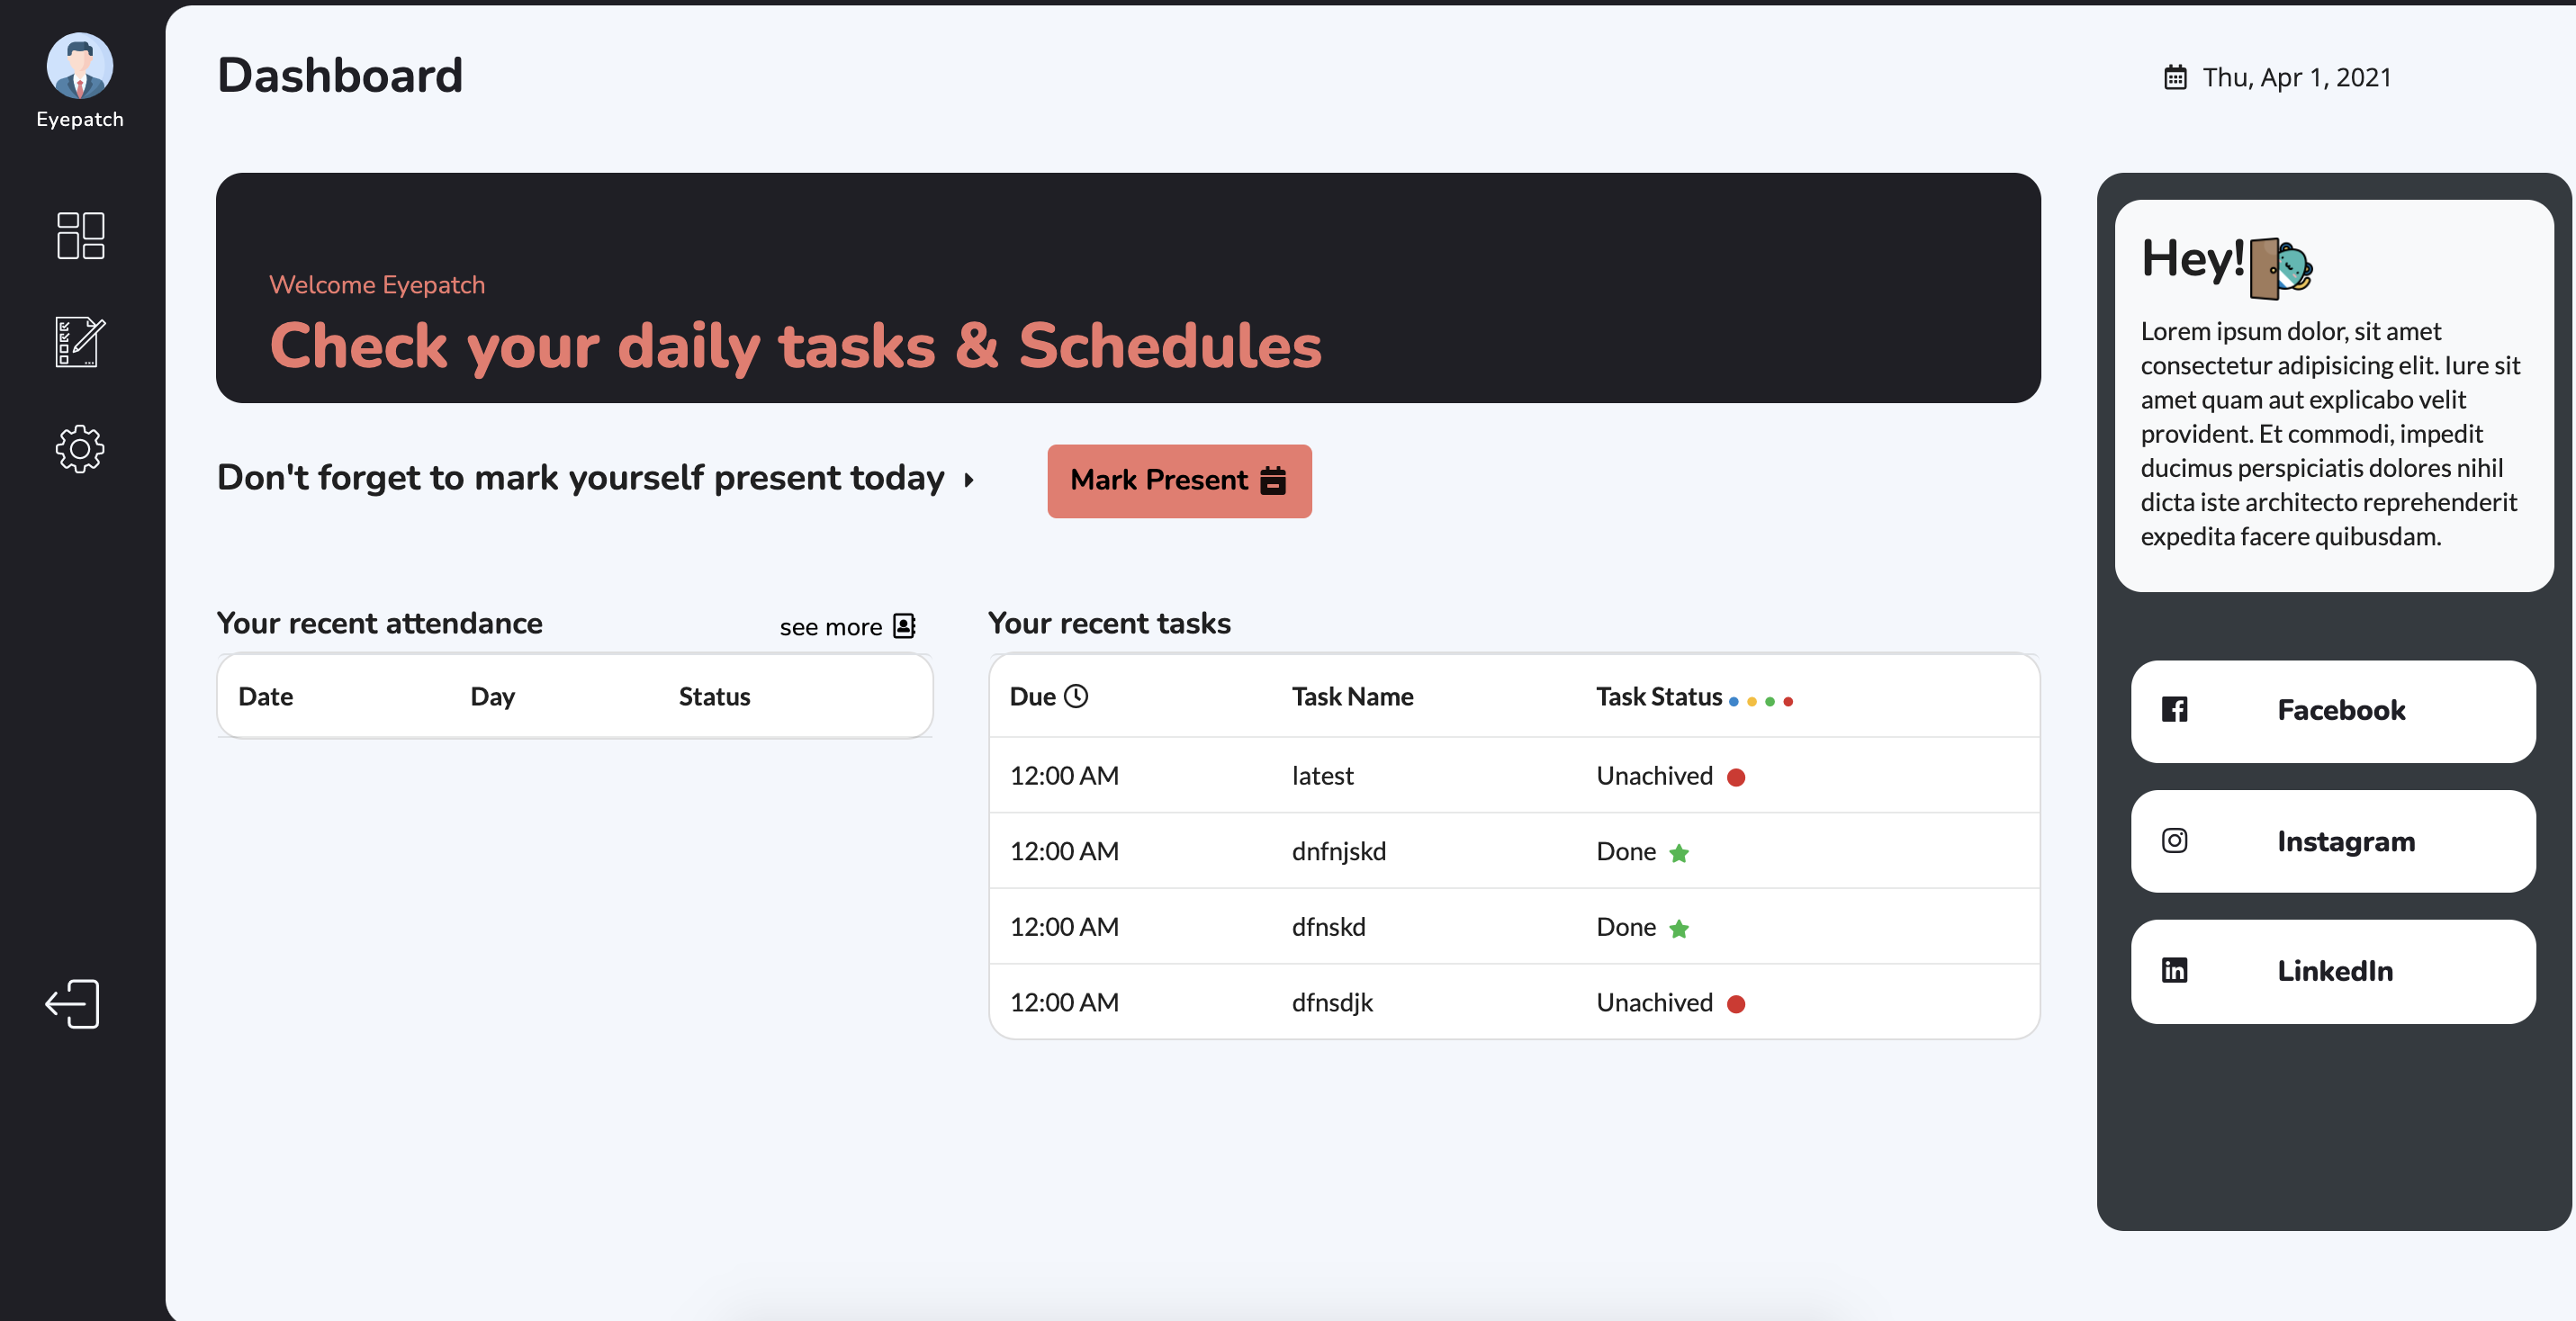 Eyepatch
Dashboard
Thu, Apr 1, 2021
Welcome Eyepatch
Check your daily tasks & Schedules
Don't forget to mark yourself present today
Mark Present
Your recent attendance
see more
Date Day Status
Your recent tasks
Due Task Name Task Status
12:00 AM latest Unachived
12:00 AM dnfnjskd Done
12:00 AM dfnskd Done
12:00 AM dfnsdjk Unachived
Hey!
Lorem ipsum dolor, sit amet
consectetur adipisicing elit. Iure sit
amet quam aut explicabo velit
provident. Et commodi, impedit
ducimus perspiciatis dolores nihil
dicta iste architecto reprehenderit
expedita facere quibusdam.
Facebook
Instagram
LinkedIn